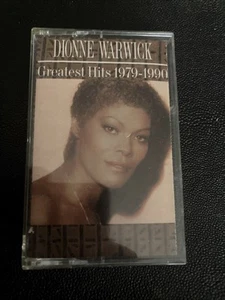 DIONNE WARWICK
Greatest Hits 1979-1990